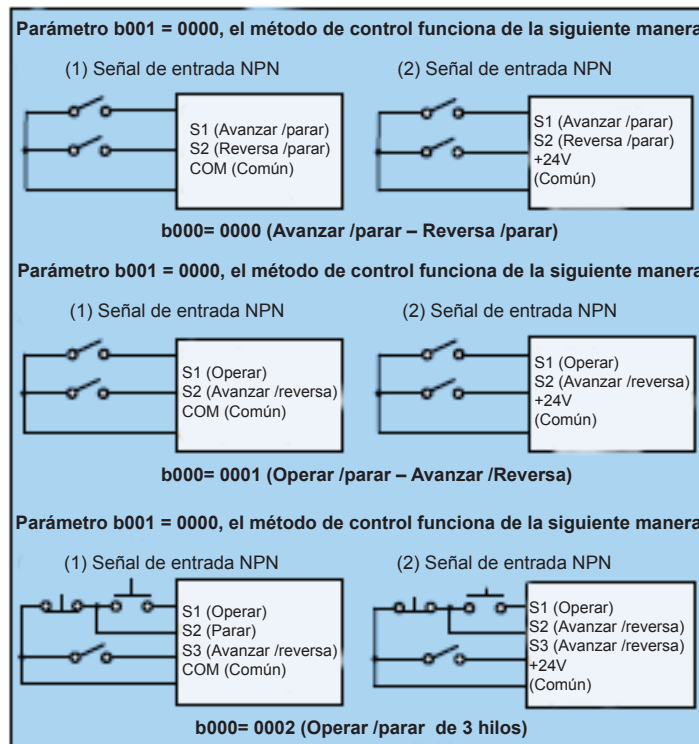 Parámetro b001 = 0000, el método de control funciona de la siguiente manera
(1) Señal de entrada NPN
S1 (Avanzar /parar)
S2 (Reversa /parar)
COM (Común)
(2) Señal de entrada NPN
S1 (Avanzar /parar)
S2 (Reversa /parar)
+24V
(Común)
b000= 0000 (Avanzar /parar – Reversa /parar)
Parámetro b001 = 0000, el método de control funciona de la siguiente manera
(1) Señal de entrada NPN
S1 (Operar)
S2 (Avanzar /reversa)
COM (Común)
(2) Señal de entrada NPN
S1 (Operar)
S2 (Avanzar /reversa)
+24V
(Común)
b000= 0001 (Operar /parar – Avanzar /Reversa)
Parámetro b001 = 0000, el método de control funciona de la siguiente manera
(1) Señal de entrada NPN
S1 (Operar)
S2 (Parar)
S3 (Avanzar /reversa)
COM (Común)
(2) Señal de entrada NPN
S1 (Operar)
S2 (Avanzar /reversa)
S3 (Avanzar /reversa)
+24V
(Común)
b000= 0002 (Operar /parar de 3 hilos)